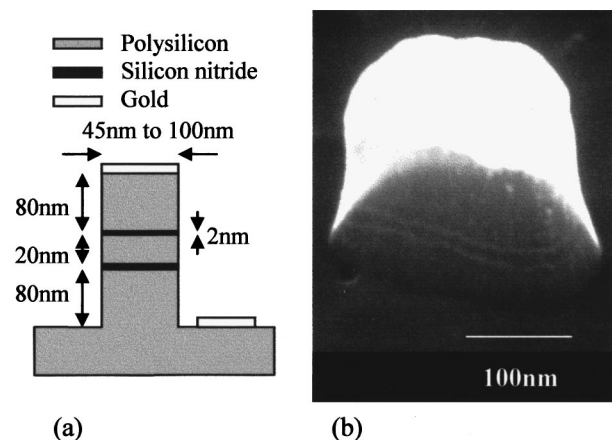 Polysilicon
Silicon nitride
Gold
45nm to 100nm
80nm
2nm
20nm
80nm
100nm
(a)
(b)